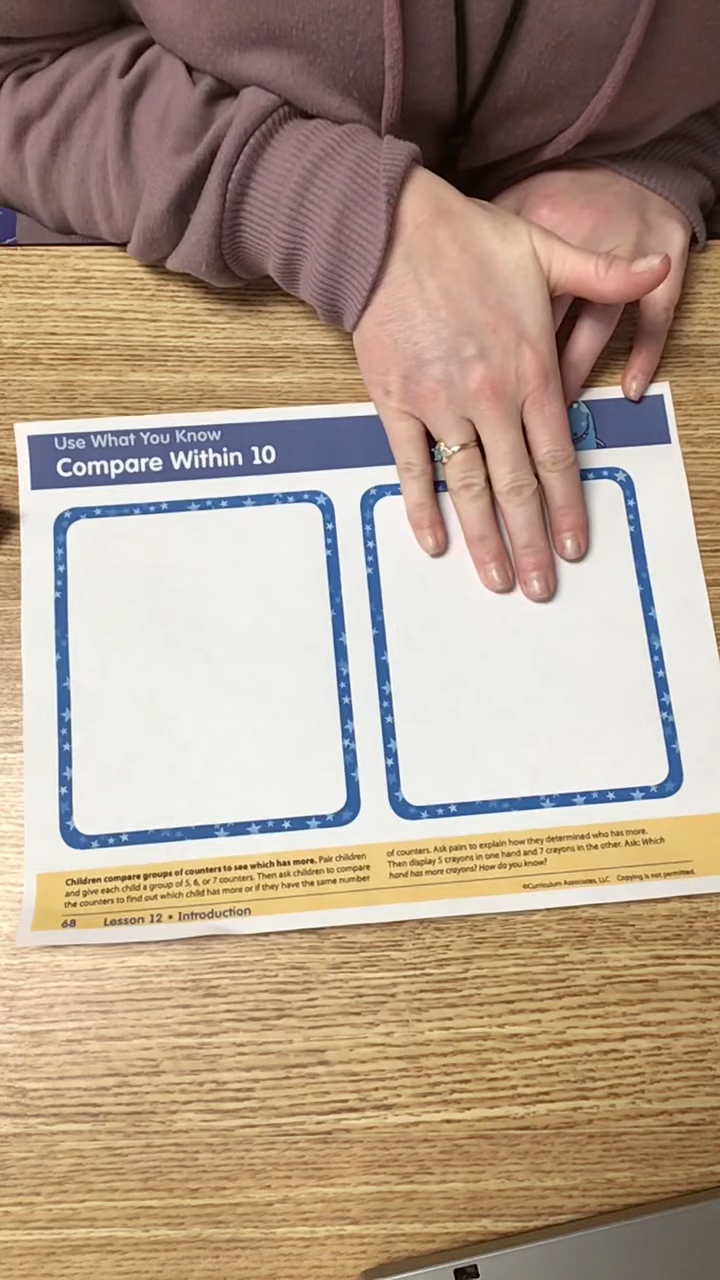 Use What You Know
Compare Within 10
Children compare groups of counters to see which has more. Pair children
and give each child a group of 5, 6, or 7 counters. Then ask children to compare
the counters to find out which child has more or if they have the same number
of counters. Ask pairs to explain how they determined who has more.
Then display 5 crayons in one hand and 7 crayons in the other. Ask: Which
hand has more crayons? How do you know?
©Curriculum Associates, LLC Copying is not permitted.
68 Lesson 12 • Introduction